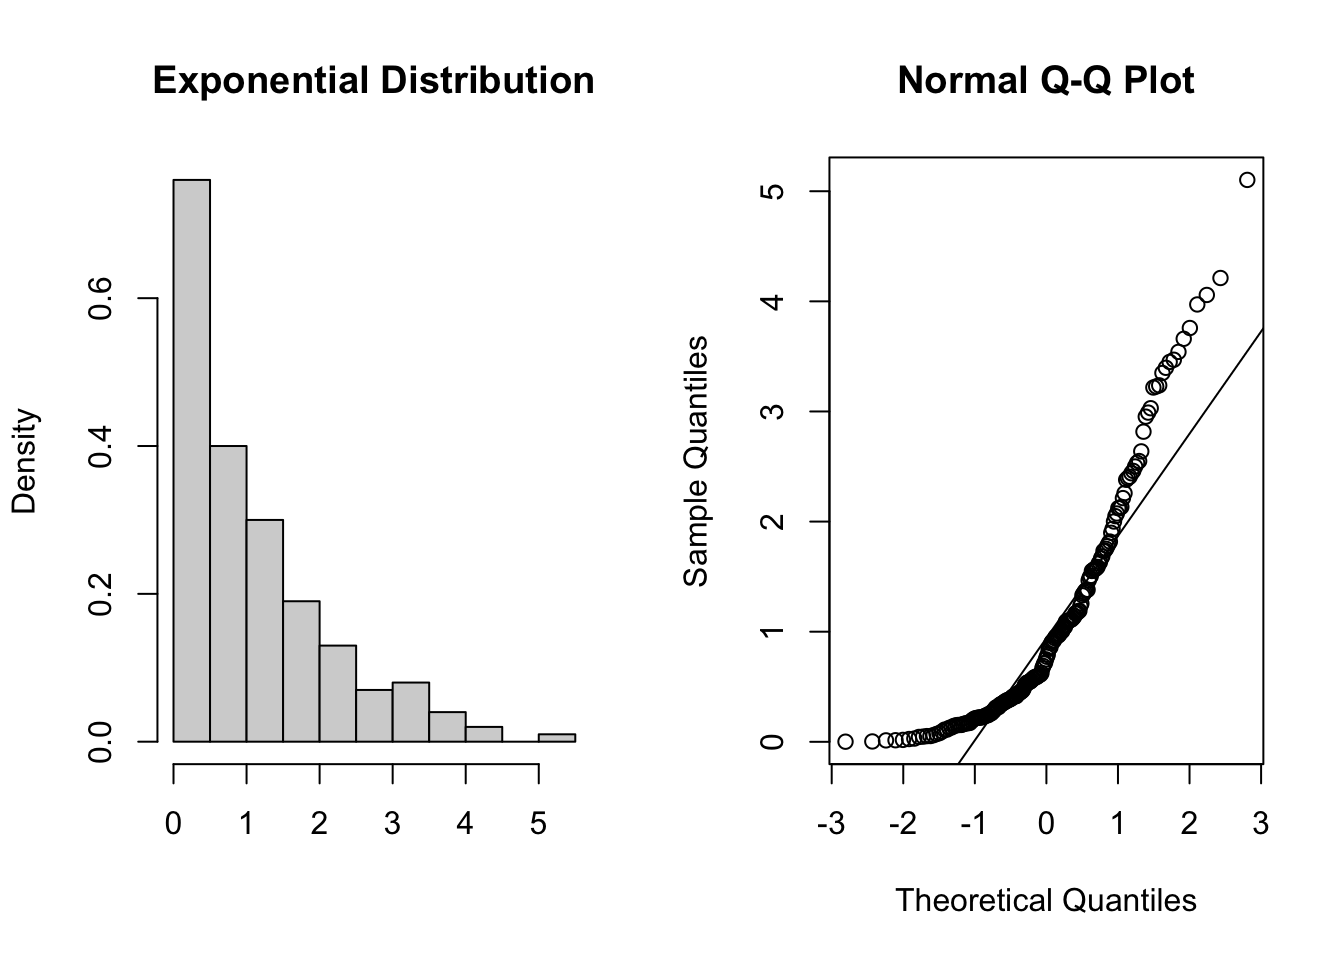 Exponential Distribution
Density
0.0 0.2 0.4 0.6
0 1 2 3 4 5
Normal Q-Q Plot
Sample Quantiles
0 1 2 3 4 5
-3 -2 -1 0 1 2 3
Theoretical Quantiles